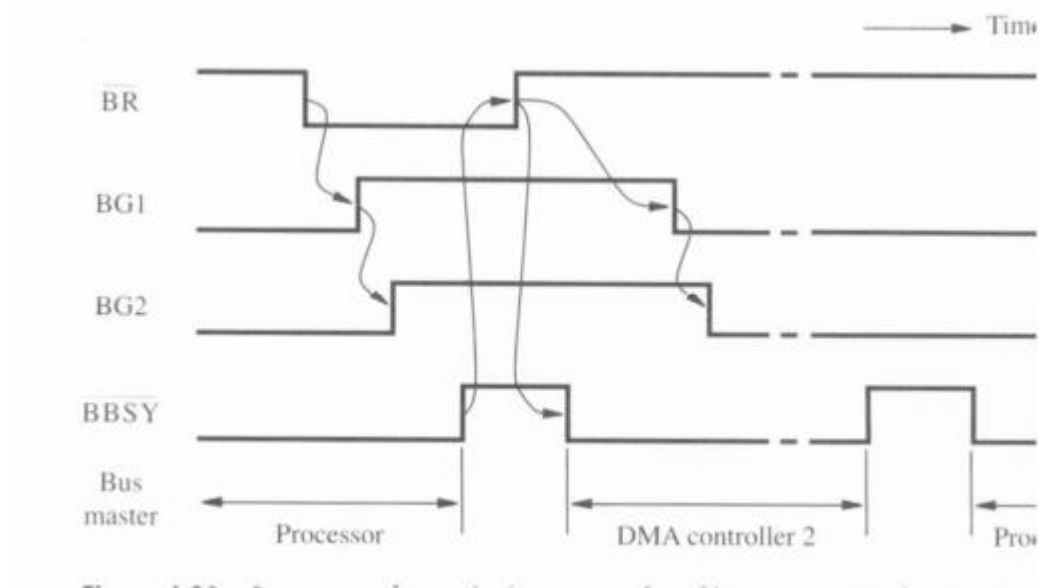 Time
BR
BG1
BG2
BBSY
Bus
master
Processor
DMA controller 2